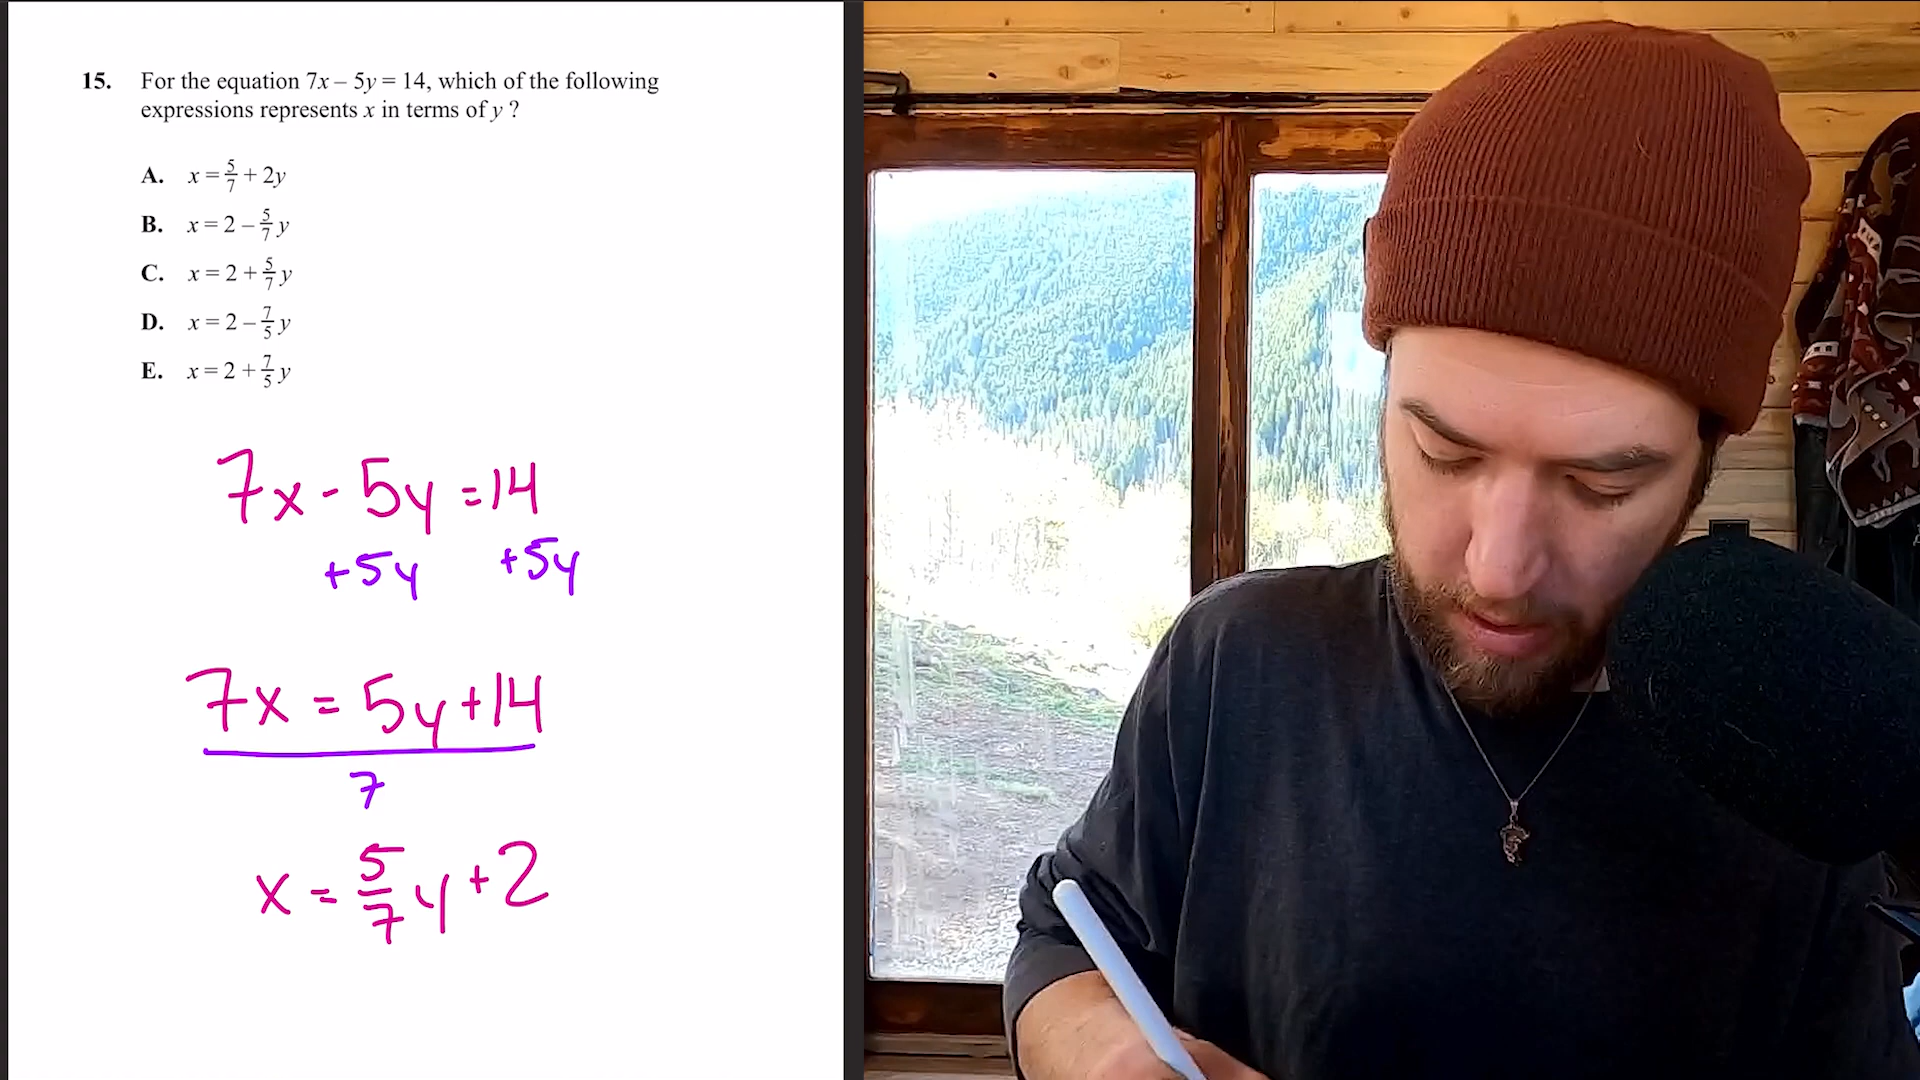 15. For the equation 7x – 5y = 14, which of the following
expressions represents x in terms of y ?
A. x = 5/7 + 2y
B. x = 2 – 5/7 y
C. x = 2 + 5/7 y
D. x = 2 – 7/5 y
E. x = 2 + 7/5 y
7x - 5y = 14
+5y +5y
7x = 5y + 14
7
x = 5/7 y + 2